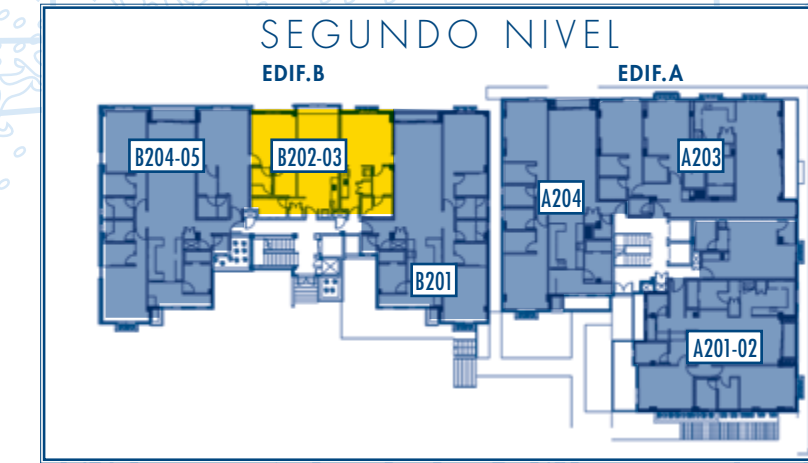 SEGUNDO NIVEL
EDIF.B
EDIF.A
B204-05
B202-03
A203
A204
B201
A201-02